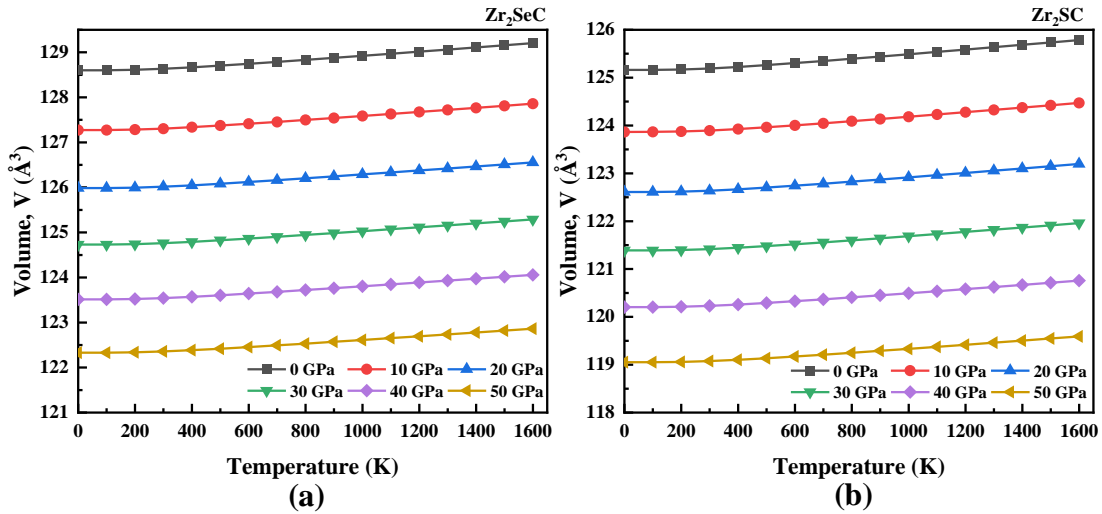 Zr₂SeC
Volume, V (Å³)
129
128
127
126
125
124
123
122
121
0 GPa 10 GPa 20 GPa
30 GPa 40 GPa 50 GPa
0 200 400 600 800 1000 1200 1400 1600
Temperature (K)
(a)
Zr₂SC
Volume, V (Å³)
126
125
124
123
122
121
120
119
118
0 GPa 10 GPa 20 GPa
30 GPa 40 GPa 50 GPa
0 200 400 600 800 1000 1200 1400 1600
Temperature (K)
(b)